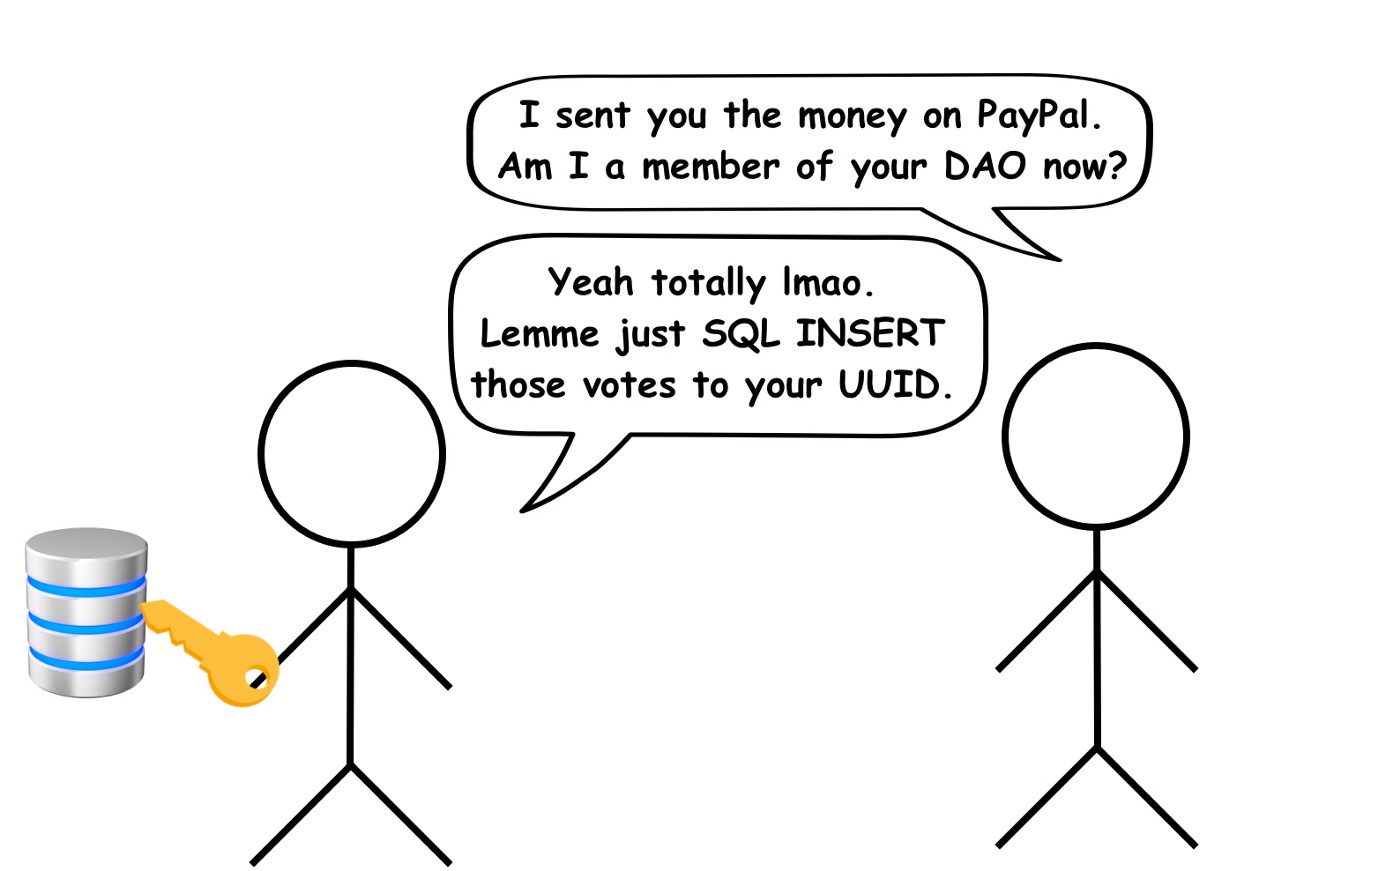 I sent you the money on PayPal.
Am I a member of your DAO now?
Yeah totally lmao.
Lemme just SQL INSERT
those votes to your UUID.